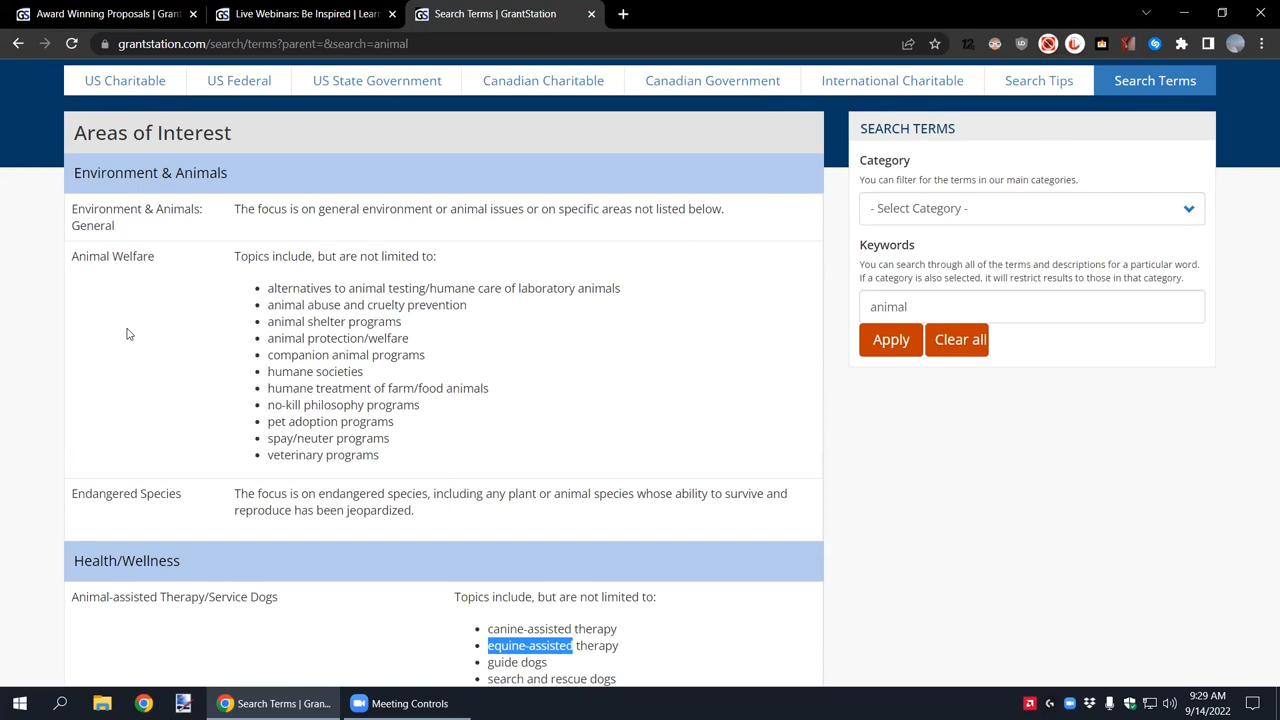 Award Winning Proposals | Grant
Live Webinars: Be Inspired | Learn
Search Terms | GrantStation
grantstation.com/search/terms?parent=&search=animal
US Charitable
US Federal
US State Government
Canadian Charitable
Canadian Government
International Charitable
Search Tips
Search Terms
Areas of Interest
Environment & Animals
Environment & Animals: General
The focus is on general environment or animal issues or on specific areas not listed below.
Animal Welfare
Topics include, but are not limited to:
alternatives to animal testing/humane care of laboratory animals
animal abuse and cruelty prevention
animal shelter programs
animal protection/welfare
companion animal programs
humane societies
humane treatment of farm/food animals
no-kill philosophy programs
pet adoption programs
spay/neuter programs
veterinary programs
Endangered Species
The focus is on endangered species, including any plant or animal species whose ability to survive and
reproduce has been jeopardized.
Health/Wellness
Animal-assisted Therapy/Service Dogs
Topics include, but are not limited to:
canine-assisted therapy
equine-assisted therapy
guide dogs
search and rescue dogs
SEARCH TERMS
Category
You can filter for the terms in our main categories.
- Select Category -
Keywords
You can search through all of the terms and descriptions for a particular word.
If a category is also selected, it will restrict results to those in that category.
animal
Apply
Clear all
Search Terms | Gran...
Meeting Controls
9:29 AM
9/14/2022